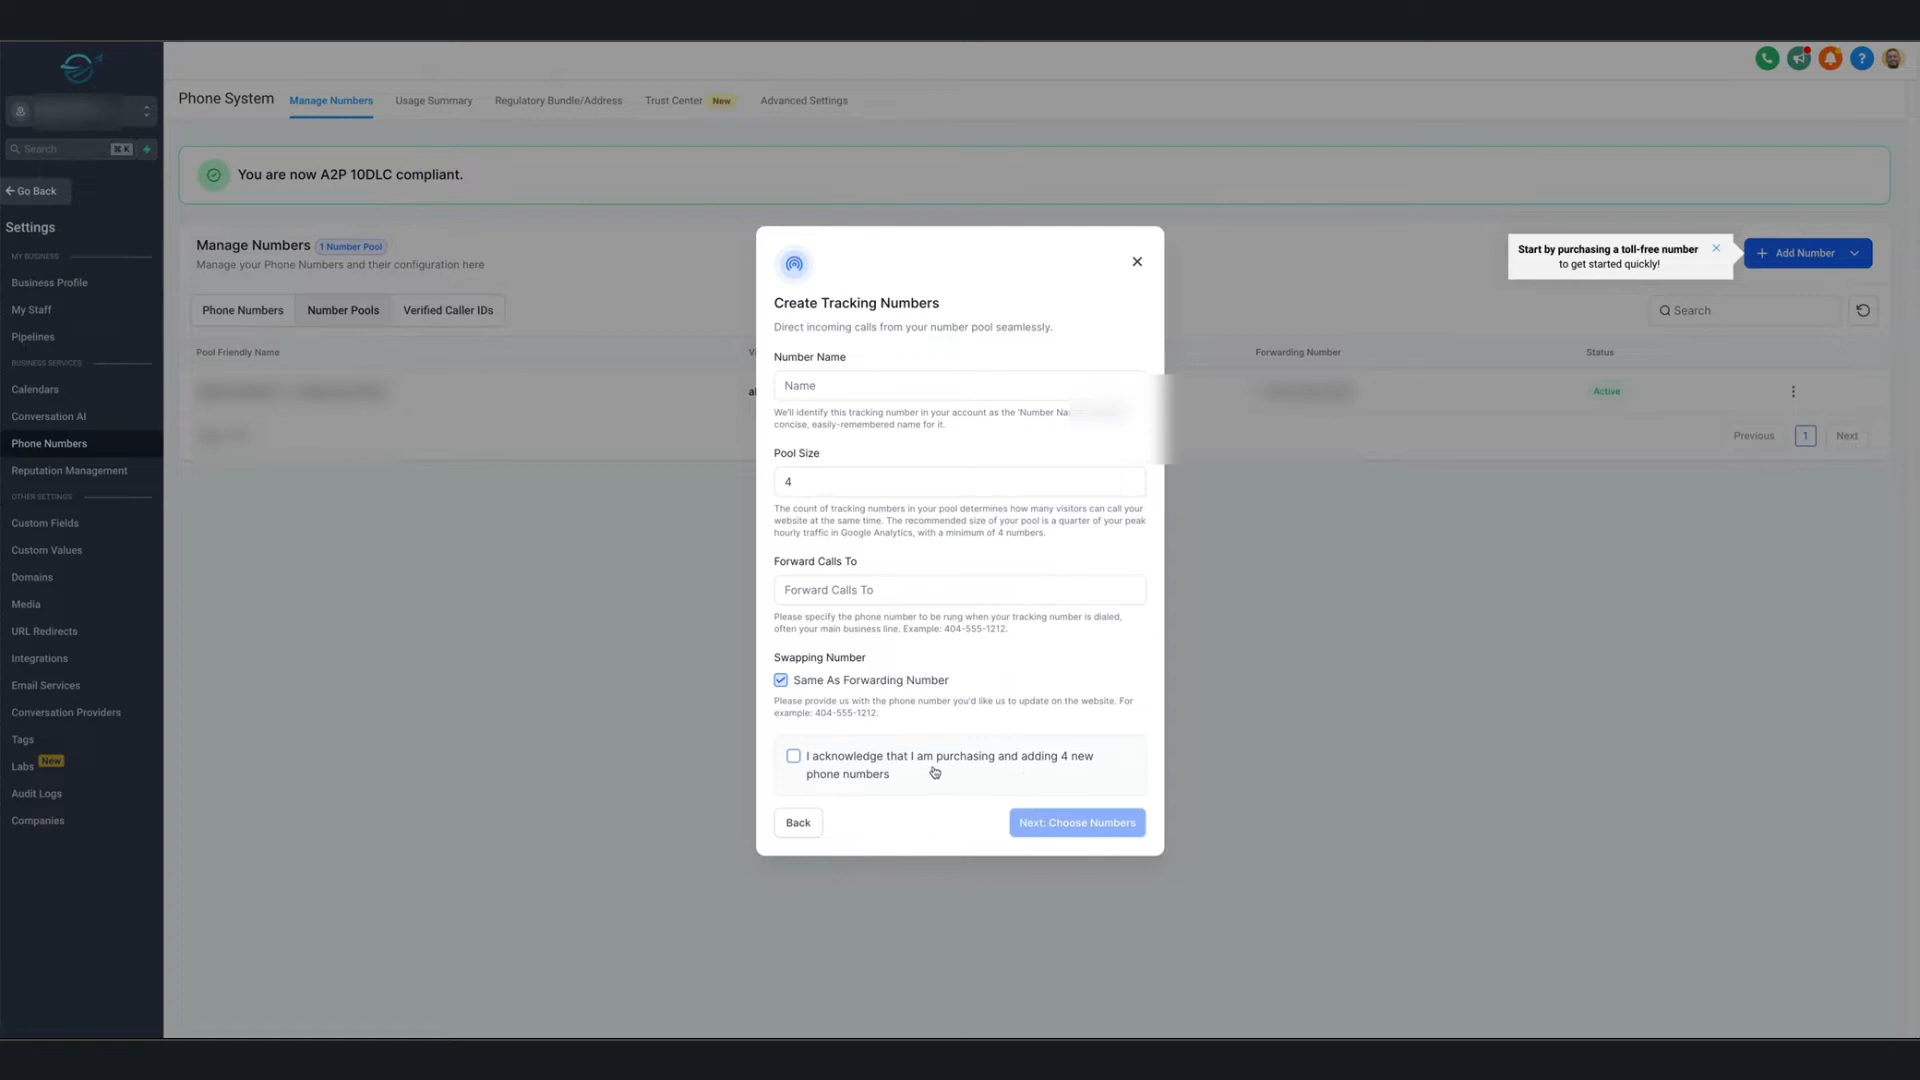 Search ⌘ K
Go Back
Settings
MY BUSINESS
Business Profile
My Staff
Pipelines
BUSINESS SERVICES
Calendars
Conversation AI
Phone Numbers
Reputation Management
OTHER SETTINGS
Custom Fields
Custom Values
Domains
Media
URL Redirects
Integrations
Email Services
Conversation Providers
Tags
Labs New
Audit Logs
Companies
Phone System Manage Numbers Usage Summary Regulatory Bundle/Address Trust Center New Advanced Settings
You are now A2P 10DLC compliant.
Manage Numbers 1 Number Pool
Manage your Phone Numbers and their configuration here
Start by purchasing a toll-free number
to get started quickly!
Add Number
Phone Numbers Number Pools Verified Caller IDs
Search
Pool Friendly Name Forwarding Number Status
Active
Previous 1 Next
Create Tracking Numbers
Direct incoming calls from your number pool seamlessly.
Number Name
Name
We'll identify this tracking number in your account as the 'Number
concise, easily-remembered name for it.
Pool Size
4
The count of tracking numbers in your pool determines how many visitors can call your
website at the same time. The recommended size of your pool is a quarter of your peak
hourly traffic in Google Analytics, with a minimum of 4 numbers.
Forward Calls To
Forward Calls To
Please specify the phone number to be rung when your tracking number is dialed,
often your main business line. Example: 404-555-1212.
Swapping Number
Same As Forwarding Number
Please provide us with the phone number you'd like us to update on the website. For
example: 404-555-1212.
I acknowledge that I am purchasing and adding 4 new
phone numbers
Back Next: Choose Numbers